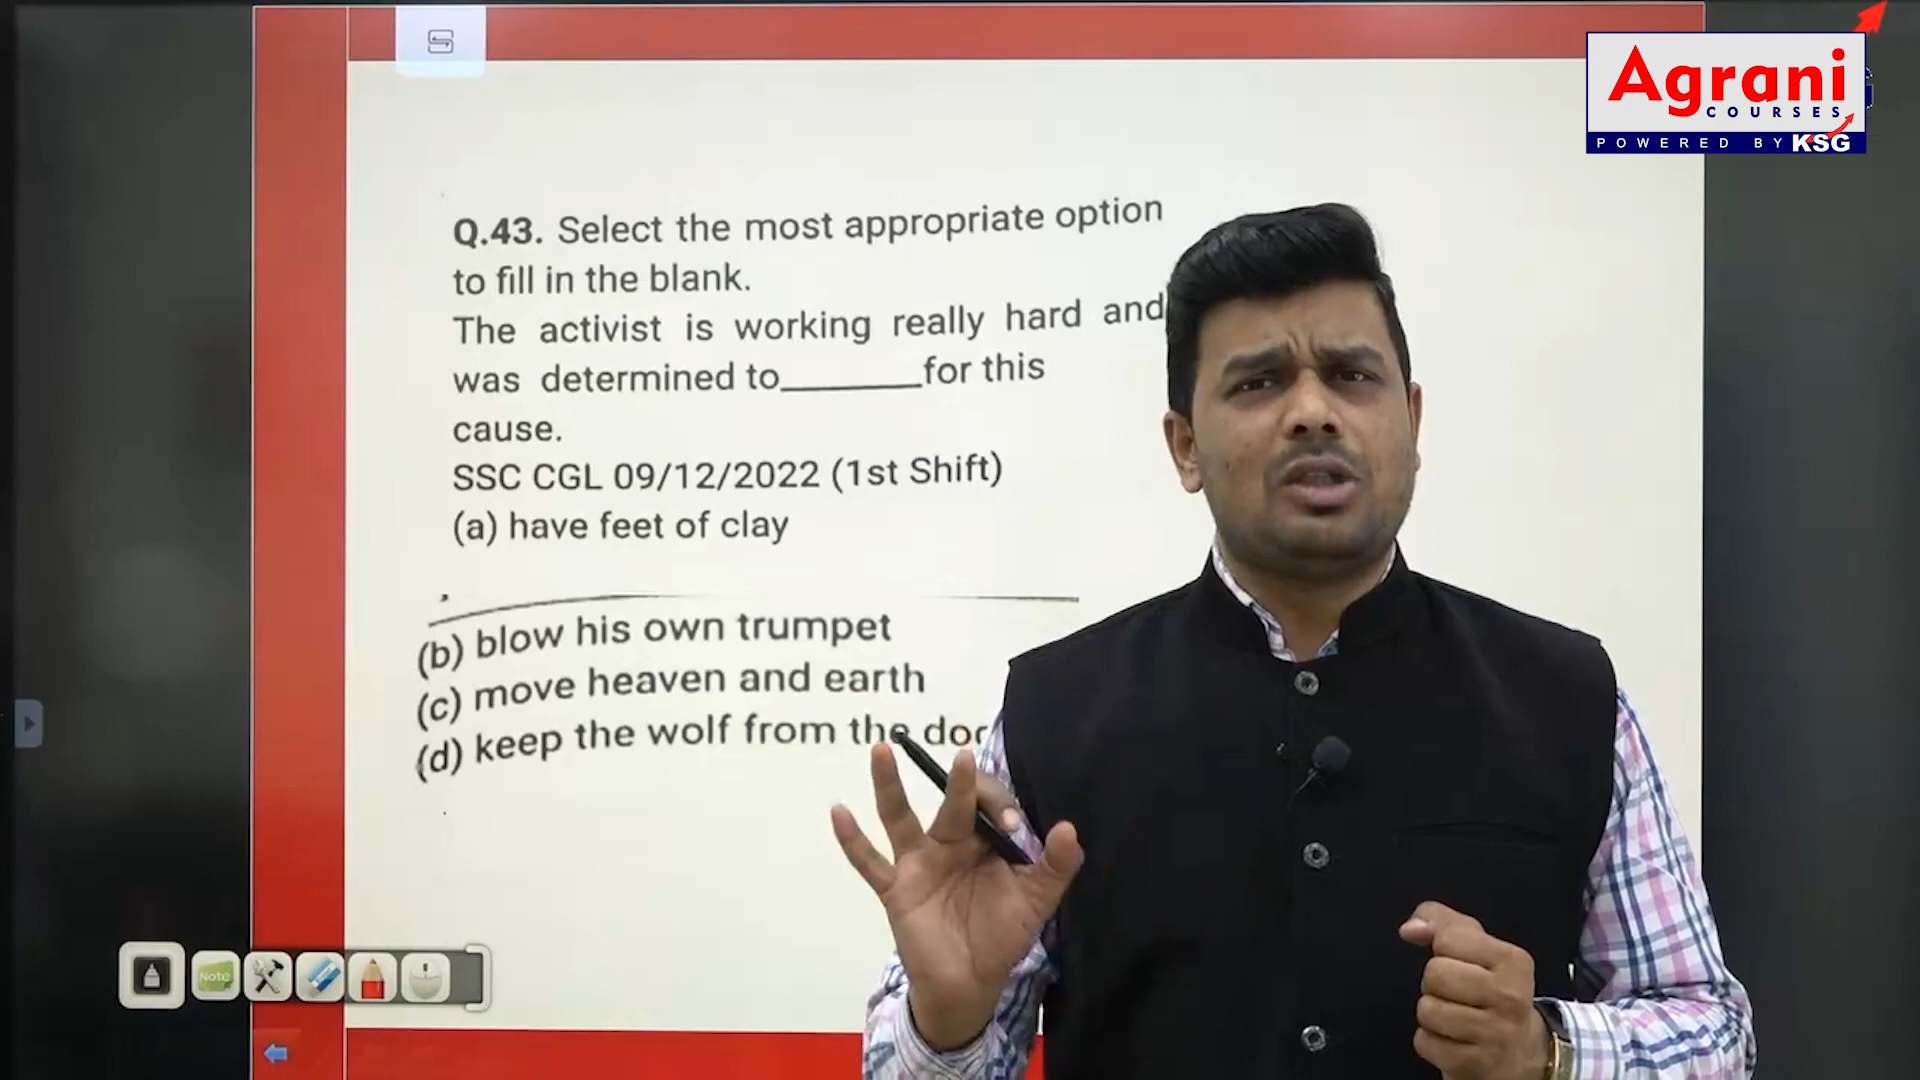 Agrani
COURSES
POWERED BY KSG
Q.43. Select the most appropriate option
to fill in the blank.
The activist is working really hard and
was determined to_______for this
cause.
SSC CGL 09/12/2022 (1st Shift)
(a) have feet of clay
(b) blow his own trumpet
(c) move heaven and earth
(d) keep the wolf from the
Note